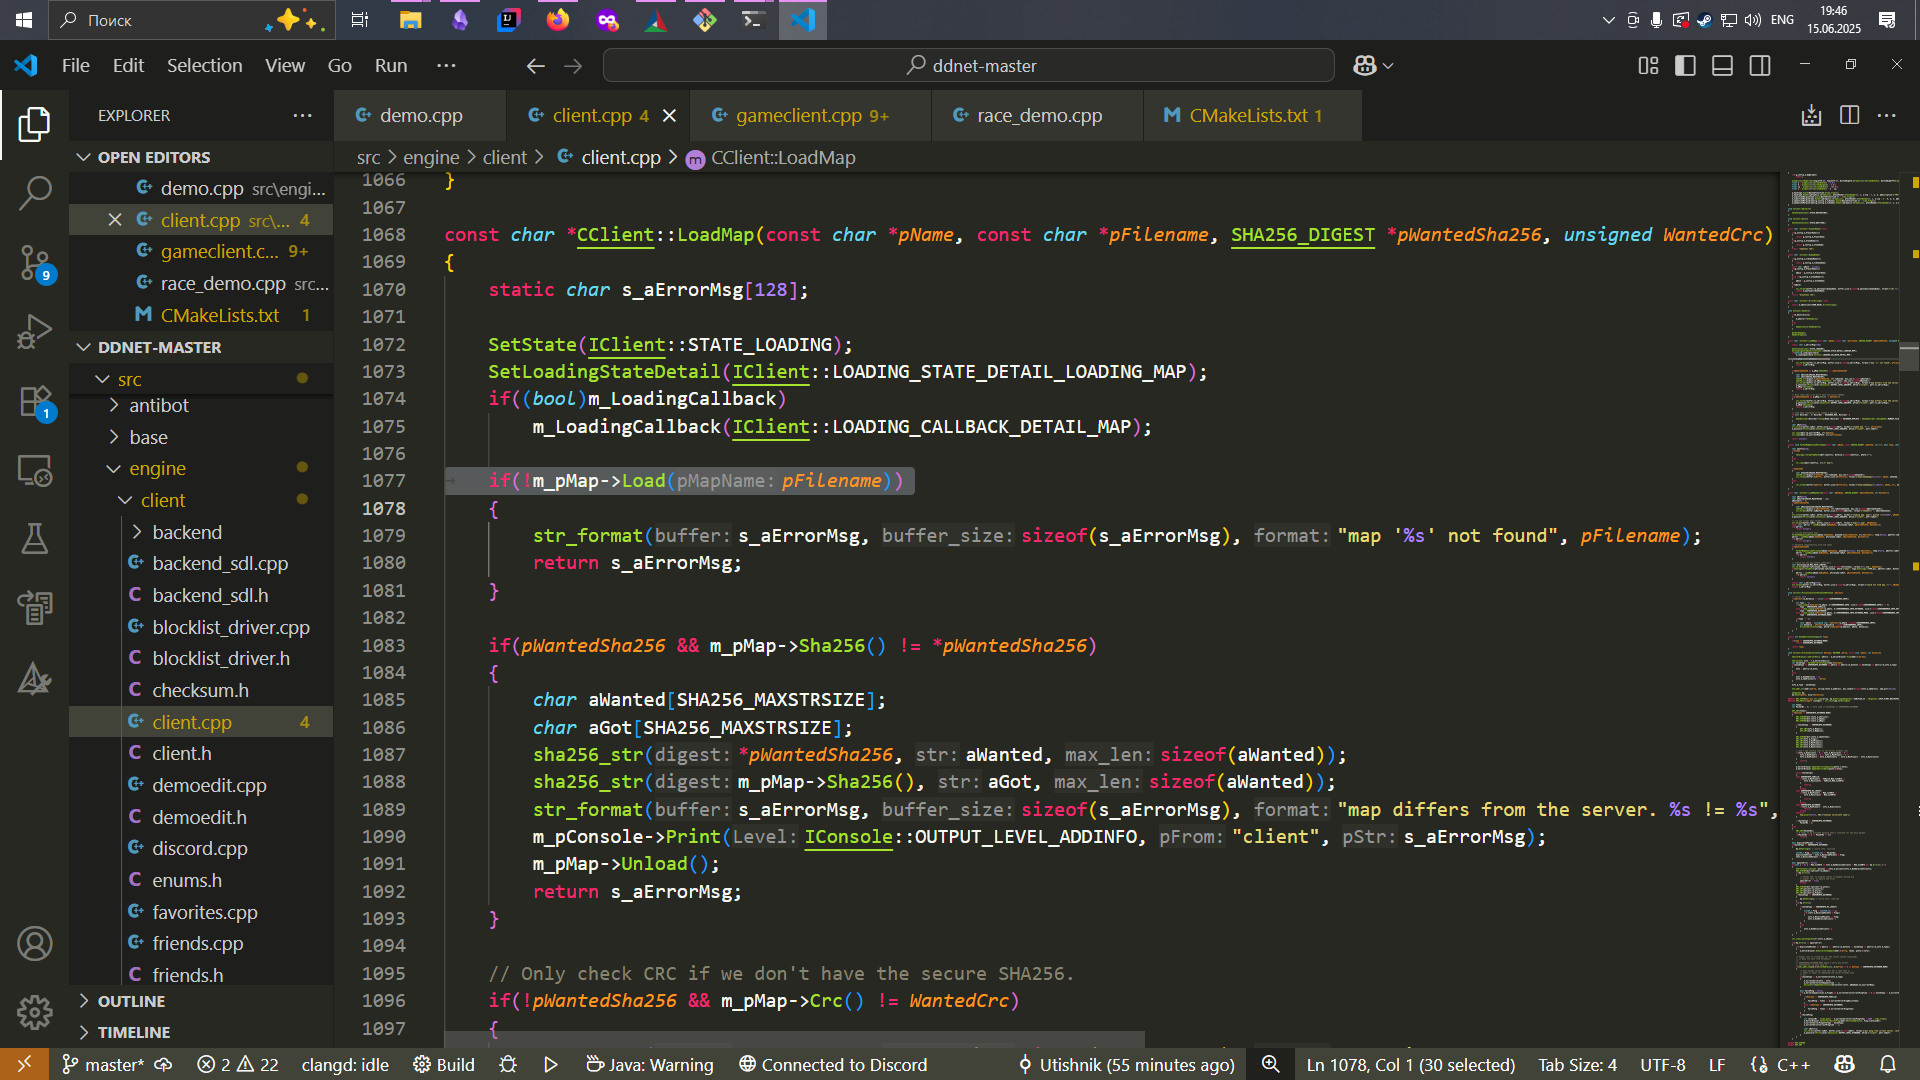 Поиск
ENG
19:46
15.06.2025
File Edit Selection View Go Run
ddnet-master
EXPLORER
OPEN EDITORS
demo.cpp src\engi...
client.cpp src\... 4
gameclient.c... 9+
race_demo.cpp src...
CMakeLists.txt 1
DDNET-MASTER
src
antibot
base
engine
client
backend
backend_sdl.cpp
backend_sdl.h
blocklist_driver.cpp
blocklist_driver.h
checksum.h
client.cpp 4
client.h
demoedit.cpp
demoedit.h
discord.cpp
enums.h
favorites.cpp
friends.cpp
friends.h
OUTLINE
TIMELINE
9
1
demo.cpp
client.cpp 4
gameclient.cpp 9+
race_demo.cpp
CMakeLists.txt 1
src > engine > client > client.cpp > CClient::LoadMap
1066 }
1067
1068 const char *CClient::LoadMap(const char *pName, const char *pFilename, SHA256_DIGEST *pWantedSha256, unsigned WantedCrc)
1069 {
1070 static char s_aErrorMsg[128];
1071
1072 SetState(IClient::STATE_LOADING);
1073 SetLoadingStateDetail(IClient::LOADING_STATE_DETAIL_LOADING_MAP);
1074 if((bool)m_LoadingCallback)
1075 m_LoadingCallback(IClient::LOADING_CALLBACK_DETAIL_MAP);
1076
1077 if(!m_pMap->Load(pMapName: pFilename))
1078 {
1079 str_format(buffer: s_aErrorMsg, buffer_size: sizeof(s_aErrorMsg), format: "map '%s' not found", pFilename);
1080 return s_aErrorMsg;
1081 }
1082
1083 if(pWantedSha256 && m_pMap->Sha256() != *pWantedSha256)
1084 {
1085 char aWanted[SHA256_MAXSTRSIZE];
1086 char aGot[SHA256_MAXSTRSIZE];
1087 sha256_str(digest: *pWantedSha256, str: aWanted, max_len: sizeof(aWanted));
1088 sha256_str(digest: m_pMap->Sha256(), str: aGot, max_len: sizeof(aWanted));
1089 str_format(buffer: s_aErrorMsg, buffer_size: sizeof(s_aErrorMsg), format: "map differs from the server. %s != %s",
1090 m_pConsole->Print(Level: IConsole::OUTPUT_LEVEL_ADDINFO, pFrom: "client", pStr: s_aErrorMsg);
1091 m_pMap->Unload();
1092 return s_aErrorMsg;
1093 }
1094
1095 // Only check CRC if we don't have the secure SHA256.
1096 if(!pWantedSha256 && m_pMap->Crc() != WantedCrc)
1097 {
master* 2 22 clangd: idle Build Java: Warning Connected to Discord Utishnik (55 minutes ago) Ln 1078, Col 1 (30 selected) Tab Size: 4 UTF-8 LF {} C++